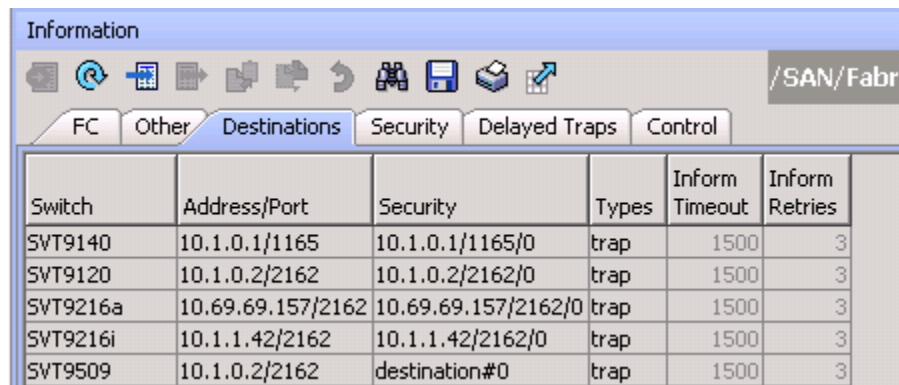 Information
/SAN/Fabr
FC Other Destinations Security Delayed Traps Control
Switch Address/Port Security Types Inform Timeout Inform Retries
SVT9140 10.1.0.1/1165 10.1.0.1/1165/0 trap 1500 3
SVT9120 10.1.0.2/2162 10.1.0.2/2162/0 trap 1500 3
SVT9216a 10.69.69.157/2162 10.69.69.157/2162/0 trap 1500 3
SVT9216i 10.1.1.42/2162 10.1.1.42/2162/0 trap 1500 3
SVT9509 10.1.0.2/2162 destination#0 trap 1500 3